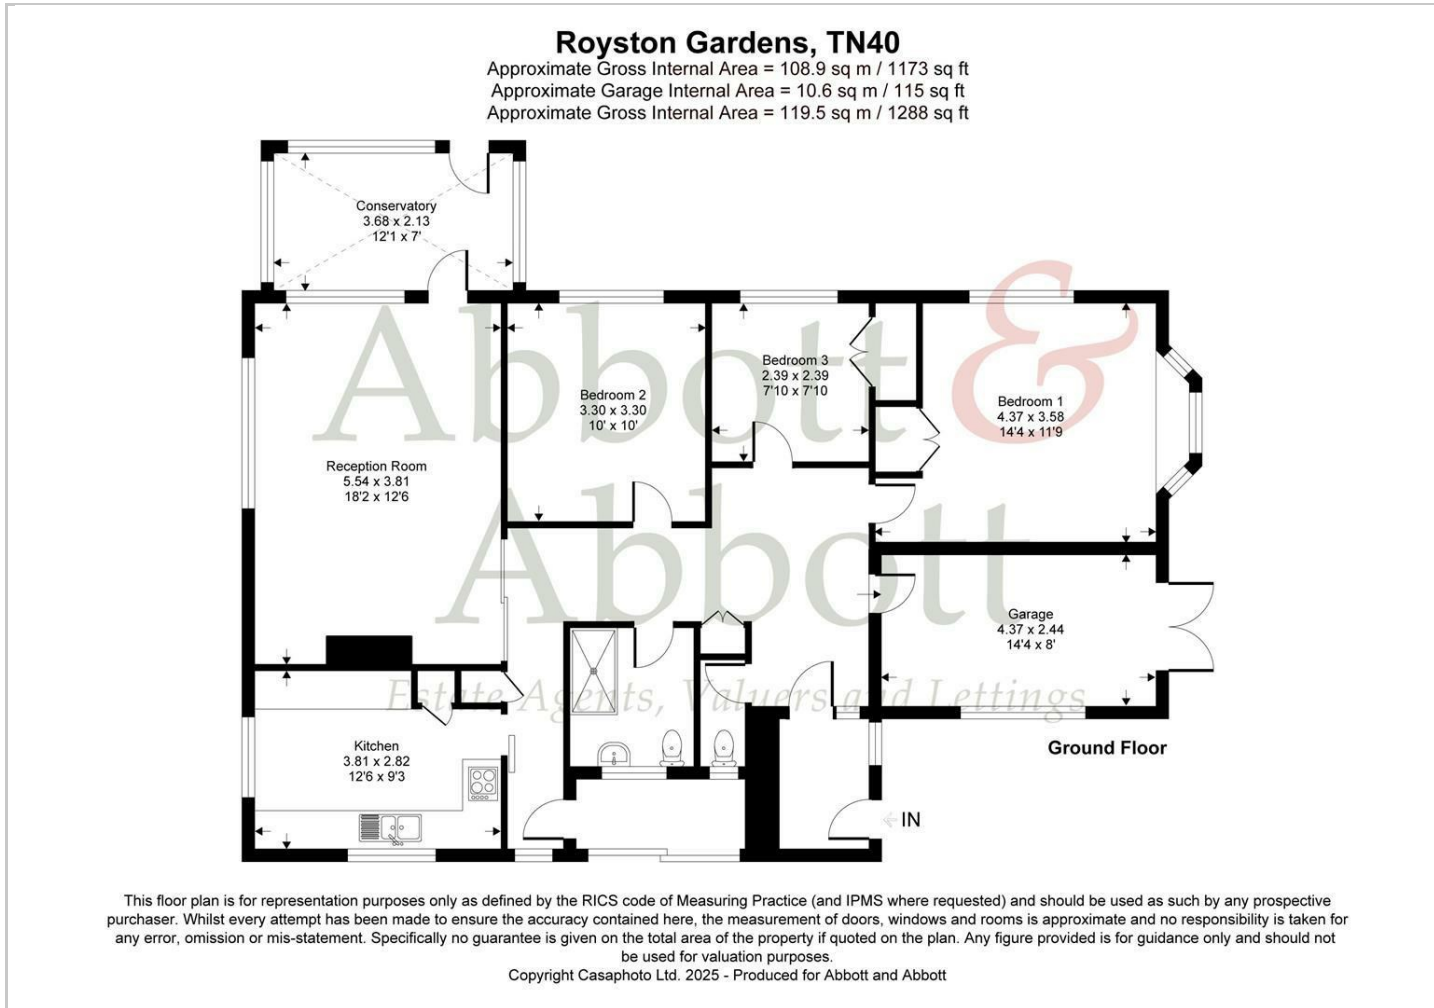 Royston Gardens, TN40
Approximate Gross Internal Area = 108.9 sq m / 1173 sq ft
Approximate Garage Internal Area = 10.6 sq m / 115 sq ft
Approximate Gross Internal Area = 119.5 sq m / 1288 sq ft
Conservatory
3.68 x 2.13
12'1 x 7'
Abbott &
Abbott
Estate Agents, Valuers and Lettings
Reception Room
5.54 x 3.81
18'2 x 12'6
Bedroom 2
3.30 x 3.30
10' x 10'
Bedroom 3
2.39 x 2.39
7'10 x 7'10
Bedroom 1
4.37 x 3.58
14'4 x 11'9
Garage
4.37 x 2.44
14'4 x 8'
Kitchen
3.81 x 2.82
12'6 x 9'3
Ground Floor
IN
This floor plan is for representation purposes only as defined by the RICS code of Measuring Practice (and IPMS where requested) and should be used as such by any prospective
purchaser. Whilst every attempt has been made to ensure the accuracy contained here, the measurement of doors, windows and rooms is approximate and no responsibility is taken for
any error, omission or mis-statement. Specifically no guarantee is given on the total area of the property if quoted on the plan. Any figure provided is for guidance only and should not
be used for valuation purposes.
Copyright Casaphoto Ltd. 2025 - Produced for Abbott and Abbott